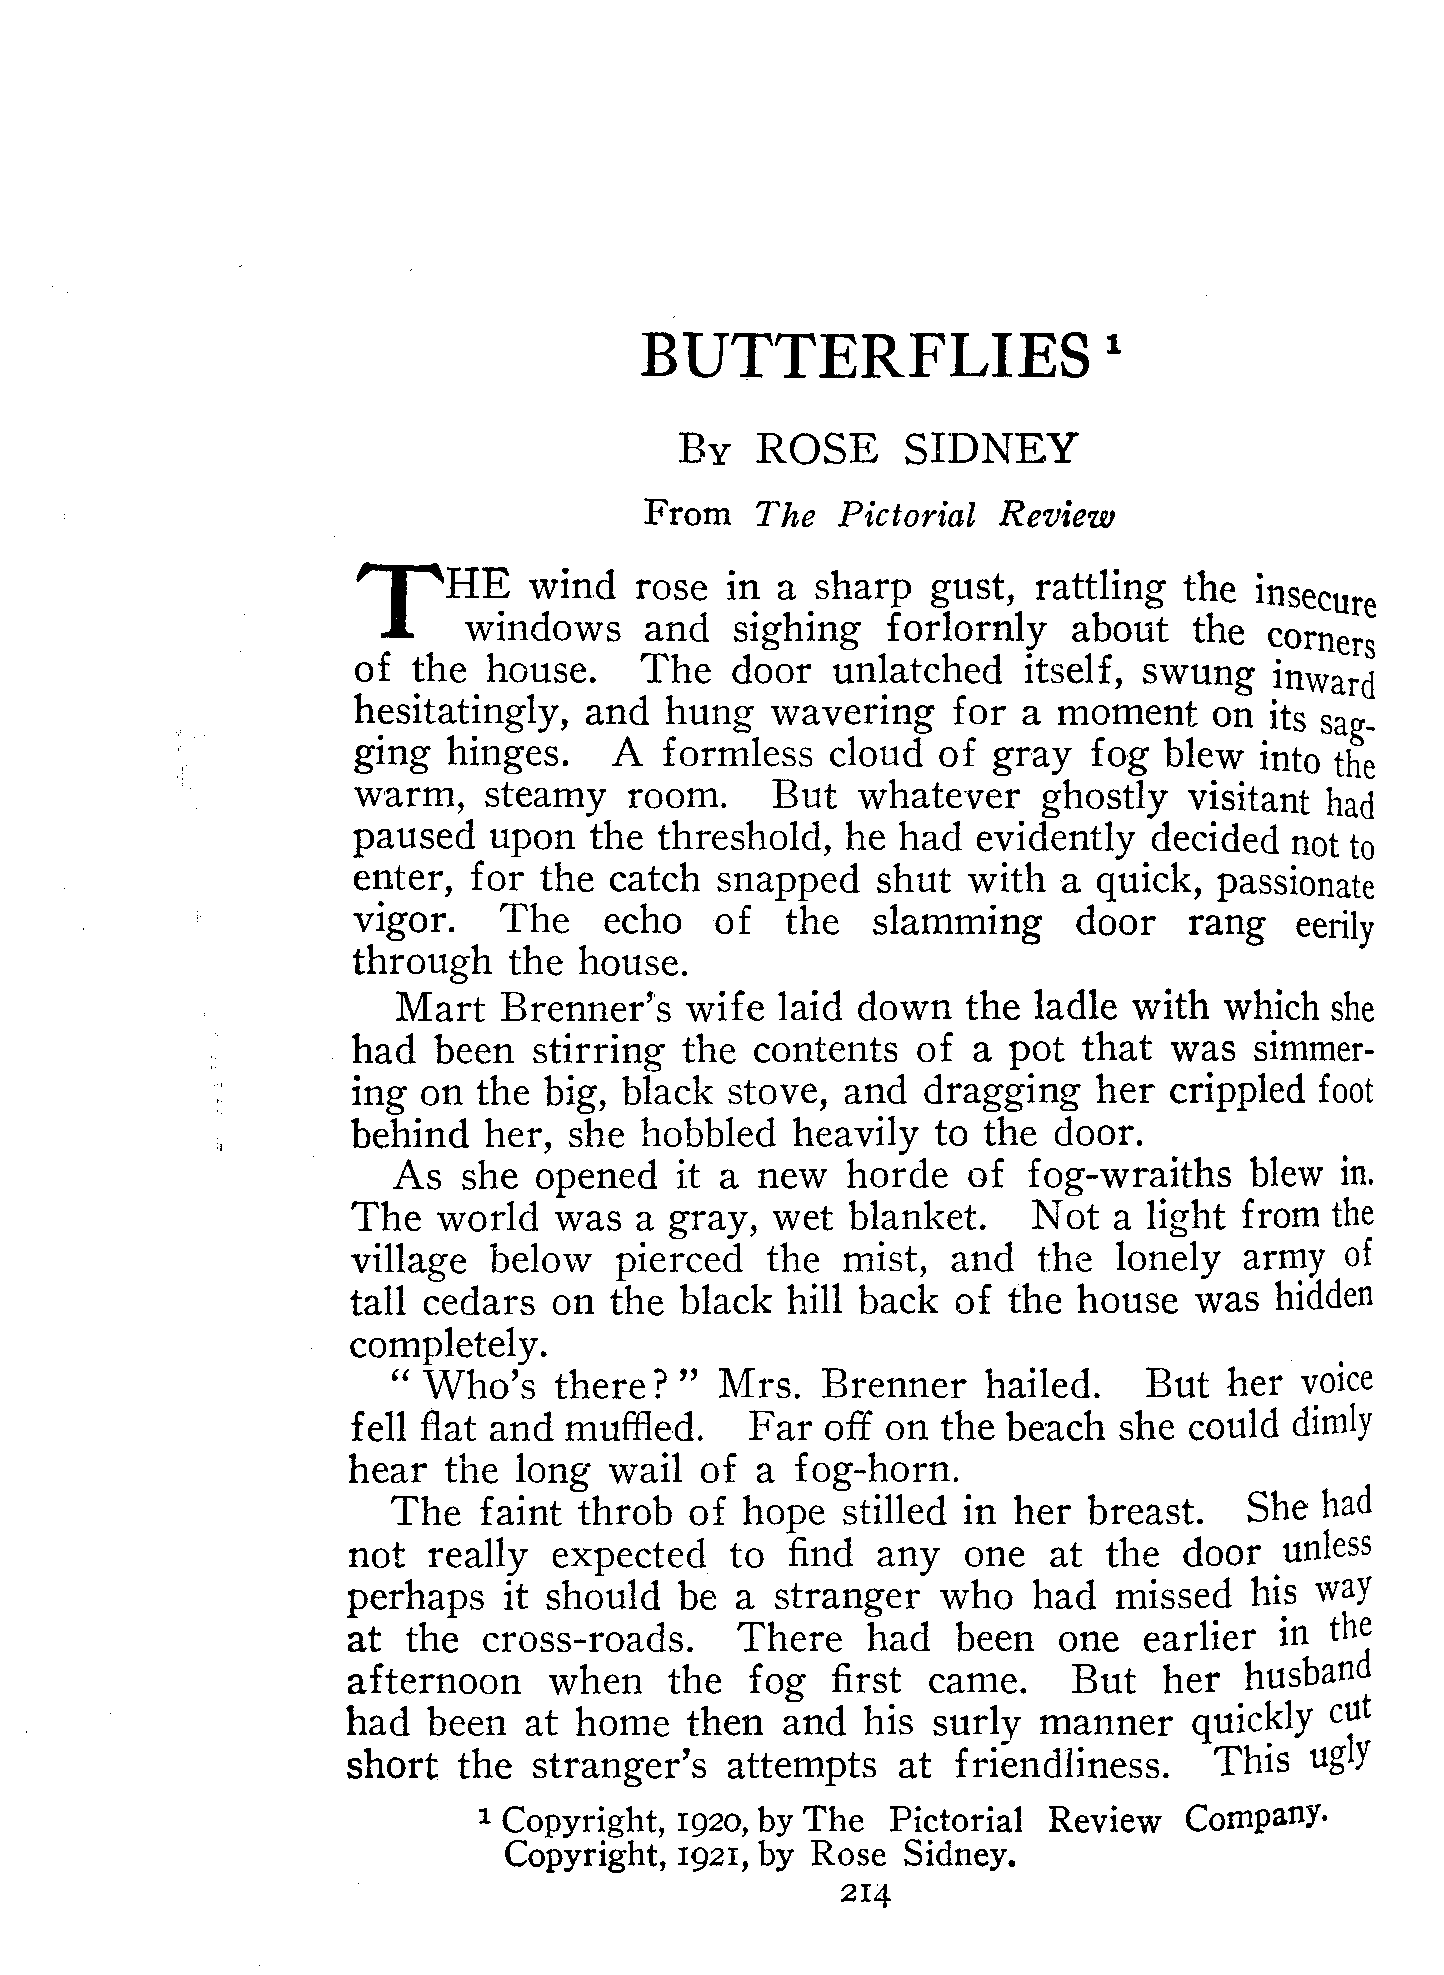 BUTTERFLIES ¹
By ROSE SIDNEY
From The Pictorial Review
THE wind rose in a sharp gust, rattling the insecure
windows and sighing forlornly about the corners
of the house. The door unlatched itself, swung inward
hesitatingly, and hung wavering for a moment on its sag-
ging hinges. A formless cloud of gray fog blew into the
warm, steamy room. But whatever ghostly visitant had
paused upon the threshold, he had evidently decided not to
enter, for the catch snapped shut with a quick, passionate
vigor. The echo of the slamming door rang eerily
through the house.
Mart Brenner's wife laid down the ladle with which she
had been stirring the contents of a pot that was simmer-
ing on the big, black stove, and dragging her crippled foot
behind her, she hobbled heavily to the door.
As she opened it a new horde of fog-wraiths blew in.
The world was a gray, wet blanket. Not a light from the
village below pierced the mist, and the lonely army of
tall cedars on the black hill back of the house was hidden
completely.
" Who's there? " Mrs. Brenner hailed. But her voice
fell flat and muffled. Far off on the beach she could dimly
hear the long wail of a fog-horn.
The faint throb of hope stilled in her breast. She had
not really expected to find any one at the door unless
perhaps it should be a stranger who had missed his way
at the cross-roads. There had been one earlier in the
afternoon when the fog first came. But her husband
had been at home then and his surly manner quickly cut
short the stranger's attempts at friendliness. This ugly
¹ Copyright, 1920, by The Pictorial Review Company.
Copyright, 1921, by Rose Sidney.
214